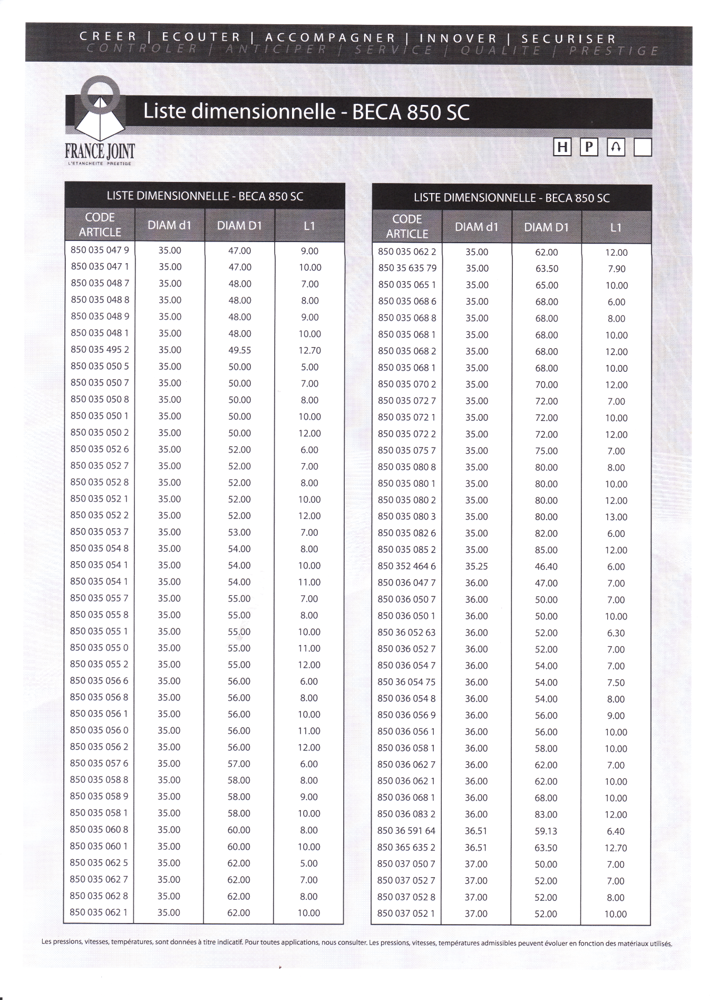 CREER | ECOUTER | ACCOMPAGNER | INNOVER | SECURISER
CONTROLER / ANTICIPER / SERVICE / QUALITE / PRESTIGE
Liste dimensionnelle - BECA 850 SC
FRANCE JOINT
L'ETANCHEITE PRESTIGE
H P
LISTE DIMENSIONNELLE - BECA 850 SC
CODE ARTICLE DIAM d1 DIAM D1 L1
850 035 047 9 35.00 47.00 9.00
850 035 047 1 35.00 47.00 10.00
850 035 048 7 35.00 48.00 7.00
850 035 048 8 35.00 48.00 8.00
850 035 048 9 35.00 48.00 9.00
850 035 048 1 35.00 48.00 10.00
850 035 495 2 35.00 49.55 12.70
850 035 050 5 35.00 50.00 5.00
850 035 050 7 35.00 50.00 7.00
850 035 050 8 35.00 50.00 8.00
850 035 050 1 35.00 50.00 10.00
850 035 050 2 35.00 50.00 12.00
850 035 052 6 35.00 52.00 6.00
850 035 052 7 35.00 52.00 7.00
850 035 052 8 35.00 52.00 8.00
850 035 052 1 35.00 52.00 10.00
850 035 052 2 35.00 52.00 12.00
850 035 053 7 35.00 53.00 7.00
850 035 054 8 35.00 54.00 8.00
850 035 054 1 35.00 54.00 10.00
850 035 054 1 35.00 54.00 11.00
850 035 055 7 35.00 55.00 7.00
850 035 055 8 35.00 55.00 8.00
850 035 055 1 35.00 55.00 10.00
850 035 055 0 35.00 55.00 11.00
850 035 055 2 35.00 55.00 12.00
850 035 056 6 35.00 56.00 6.00
850 035 056 8 35.00 56.00 8.00
850 035 056 1 35.00 56.00 10.00
850 035 056 0 35.00 56.00 11.00
850 035 056 2 35.00 56.00 12.00
850 035 057 6 35.00 57.00 6.00
850 035 058 8 35.00 58.00 8.00
850 035 058 9 35.00 58.00 9.00
850 035 058 1 35.00 58.00 10.00
850 035 060 8 35.00 60.00 8.00
850 035 060 1 35.00 60.00 10.00
850 035 062 5 35.00 62.00 5.00
850 035 062 7 35.00 62.00 7.00
850 035 062 8 35.00 62.00 8.00
850 035 062 1 35.00 62.00 10.00
LISTE DIMENSIONNELLE - BECA 850 SC
CODE ARTICLE DIAM d1 DIAM D1 L1
850 035 062 2 35.00 62.00 12.00
850 35 635 79 35.00 63.50 7.90
850 035 065 1 35.00 65.00 10.00
850 035 068 6 35.00 68.00 6.00
850 035 068 8 35.00 68.00 8.00
850 035 068 1 35.00 68.00 10.00
850 035 068 2 35.00 68.00 12.00
850 035 068 1 35.00 68.00 10.00
850 035 070 2 35.00 70.00 12.00
850 035 072 7 35.00 72.00 7.00
850 035 072 1 35.00 72.00 10.00
850 035 072 2 35.00 72.00 12.00
850 035 075 7 35.00 75.00 7.00
850 035 080 8 35.00 80.00 8.00
850 035 080 1 35.00 80.00 10.00
850 035 080 2 35.00 80.00 12.00
850 035 080 3 35.00 80.00 13.00
850 035 082 6 35.00 82.00 6.00
850 035 085 2 35.00 85.00 12.00
850 352 464 6 35.25 46.40 6.00
850 036 047 7 36.00 47.00 7.00
850 036 050 7 36.00 50.00 7.00
850 036 050 1 36.00 50.00 10.00
850 36 052 63 36.00 52.00 6.30
850 036 052 7 36.00 52.00 7.00
850 036 054 7 36.00 54.00 7.00
850 36 054 75 36.00 54.00 7.50
850 036 054 8 36.00 54.00 8.00
850 036 056 9 36.00 56.00 9.00
850 036 056 1 36.00 56.00 10.00
850 036 058 1 36.00 58.00 10.00
850 036 062 7 36.00 62.00 7.00
850 036 062 1 36.00 62.00 10.00
850 036 068 1 36.00 68.00 10.00
850 036 083 2 36.00 83.00 12.00
850 36 591 64 36.51 59.13 6.40
850 365 635 2 36.51 63.50 12.70
850 037 050 7 37.00 50.00 7.00
850 037 052 7 37.00 52.00 7.00
850 037 052 8 37.00 52.00 8.00
850 037 052 1 37.00 52.00 10.00
Les pressions, vitesses, températures, sont données à titre indicatif. Pour toutes applications, nous consulter. Les pressions, vitesses, températures admissibles peuvent évoluer en fonction des matériaux utilisés.